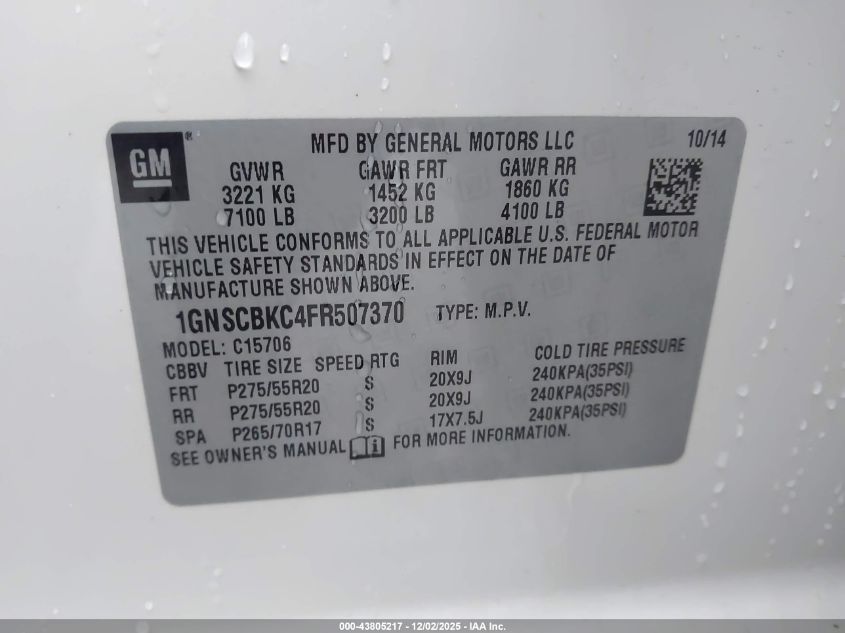 GM ®
MFD BY GENERAL MOTORS LLC 10/14
GVWR GAWR FRT GAWR RR
3221 KG 1452 KG 1860 KG
7100 LB 3200 LB 4100 LB
THIS VEHICLE CONFORMS TO ALL APPLICABLE U.S. FEDERAL MOTOR
VEHICLE SAFETY STANDARDS IN EFFECT ON THE DATE OF
MANUFACTURE SHOWN ABOVE.
1GNSCBKC4FR507370 TYPE: M.P.V.
MODEL: C15706
CBBV TIRE SIZE SPEED RTG RIM COLD TIRE PRESSURE
FRT P275/55R20 S 20X9J 240KPA(35PSI)
RR P275/55R20 S 20X9J 240KPA(35PSI)
SPA P265/70R17 S 17X7.5J 240KPA(35PSI)
SEE OWNER'S MANUAL i FOR MORE INFORMATION.
000-43805217 - 12/02/2025 - IAA Inc.